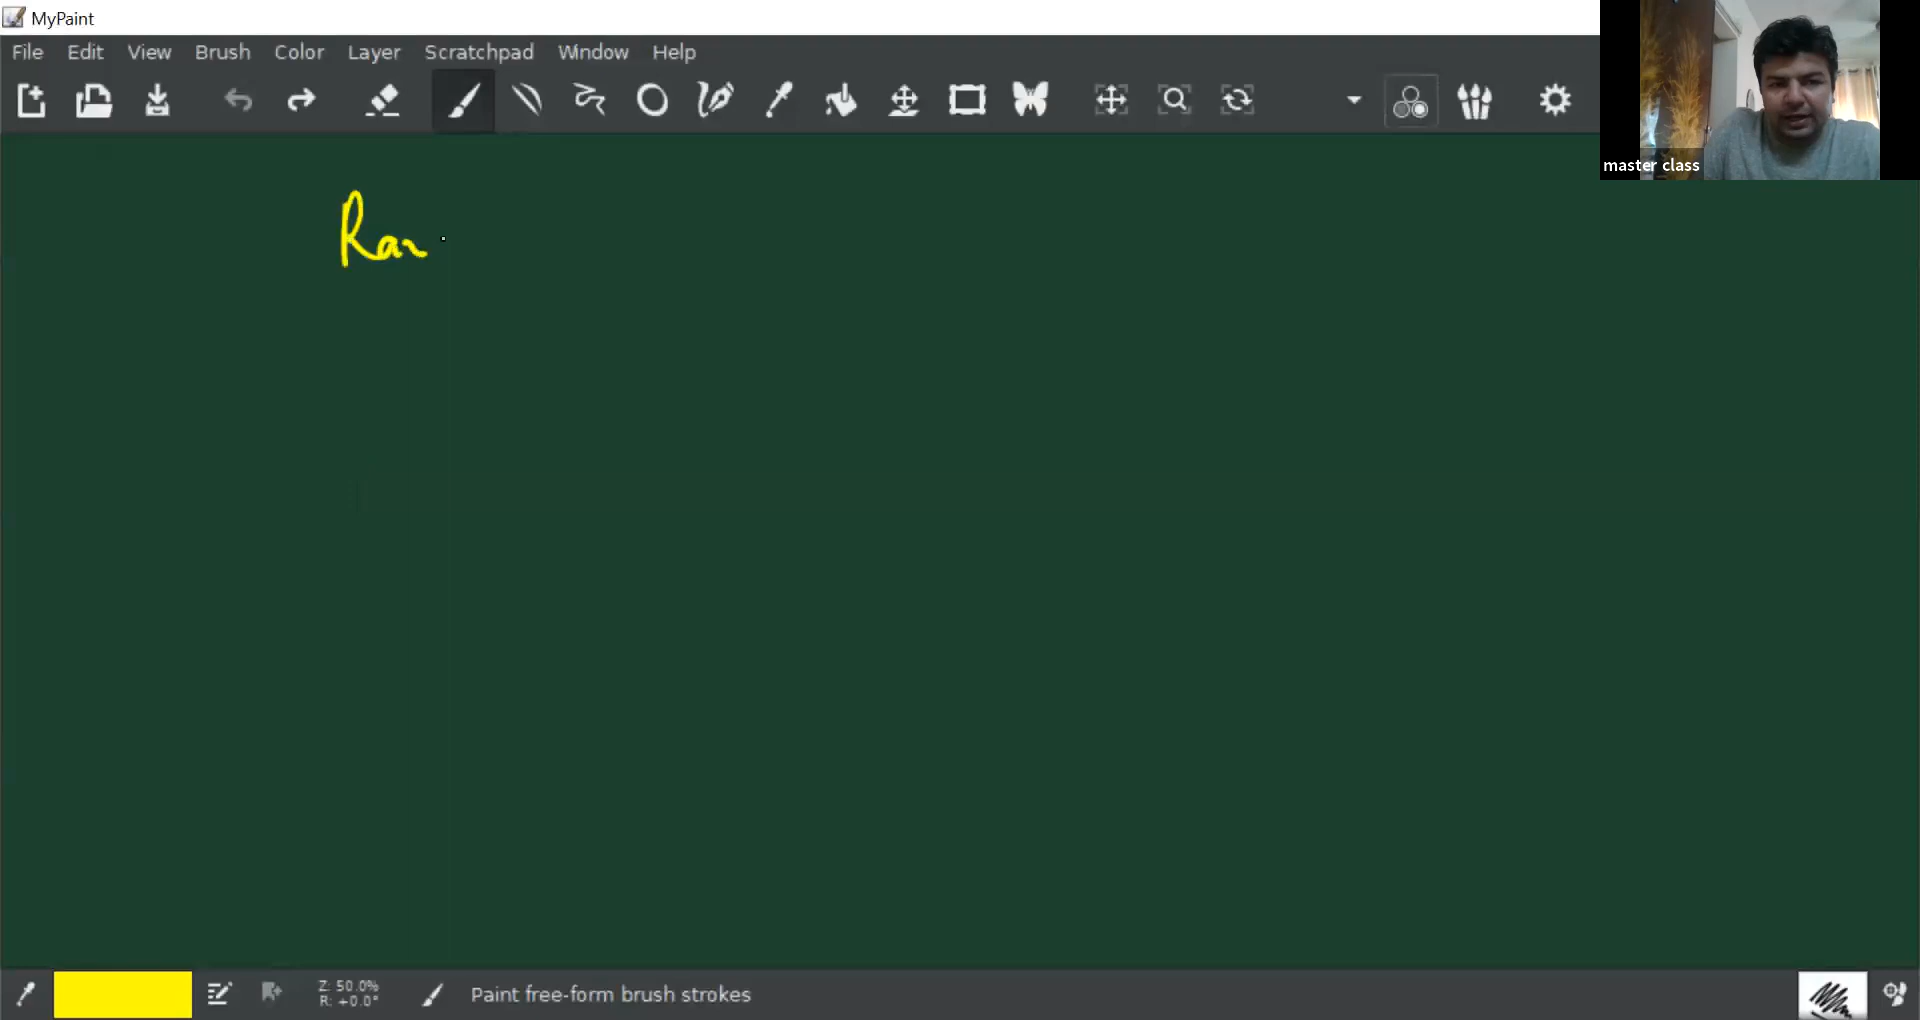 MyPaint
File Edit View Brush Color Layer Scratchpad Window Help
master class
Ran
Z: 50.0%
R: +0.0°
Paint free-form brush strokes